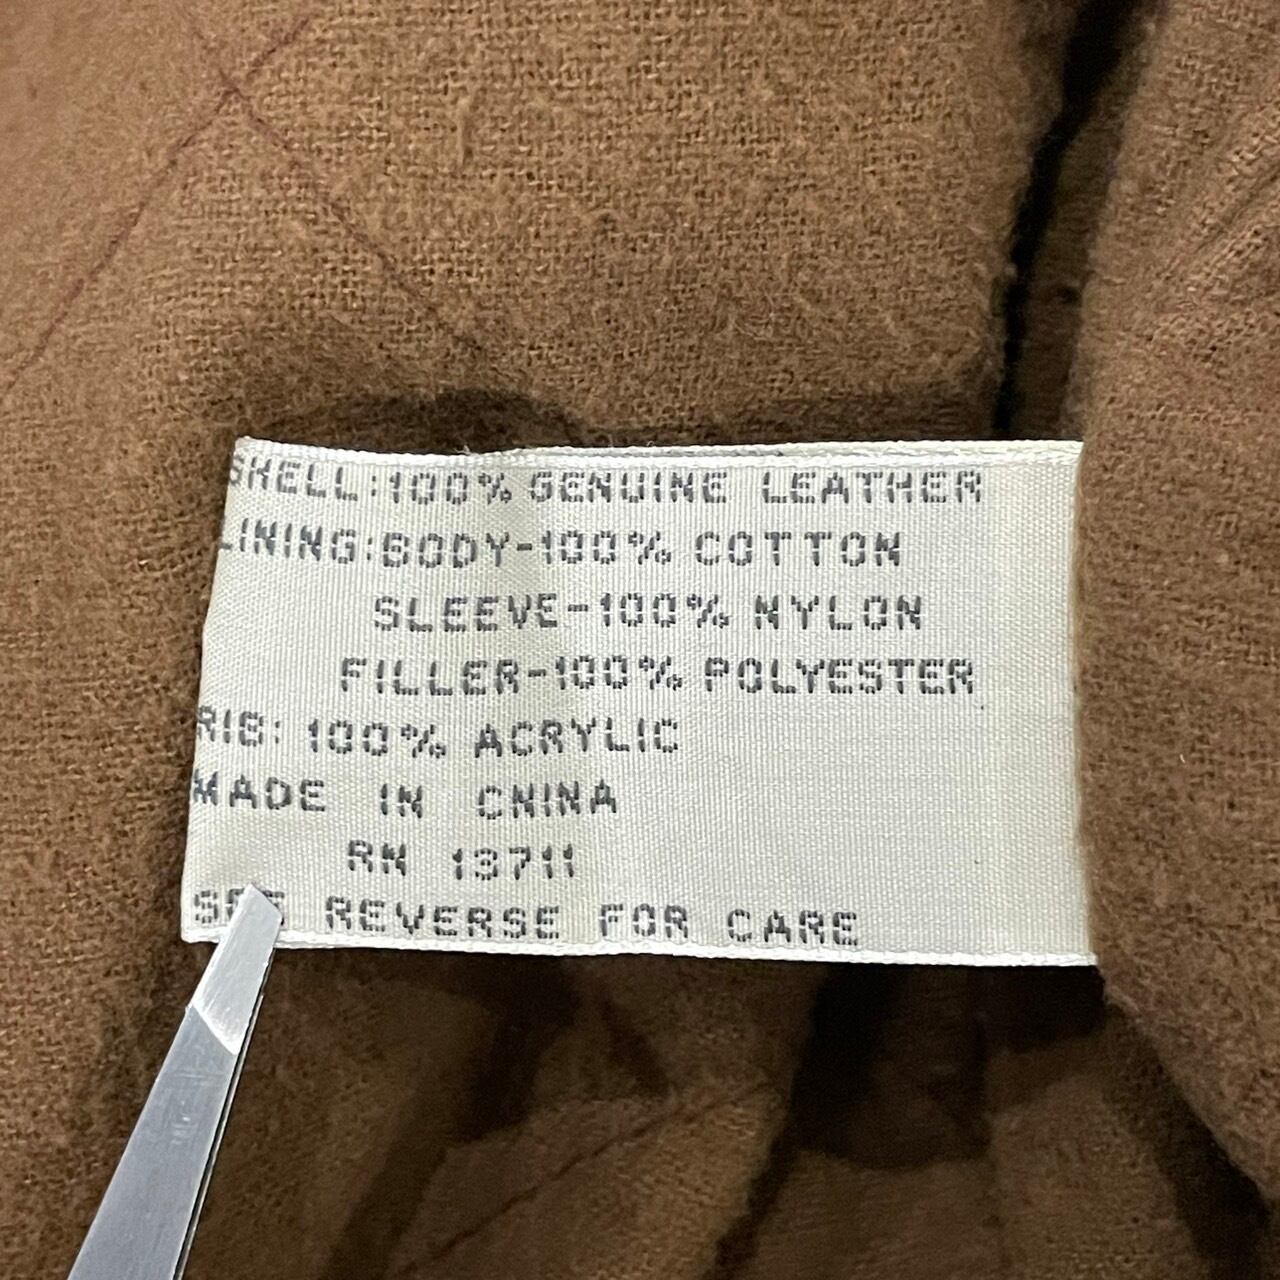 SHELL:100% GENUINE LEATHER
LINING:BODY-100% COTTON
SLEEVE-100% NYLON
FILLER-100% POLYESTER
RIB: 100% ACRYLIC
MADE IN CHINA
RN 13711
SEE REVERSE FOR CARE